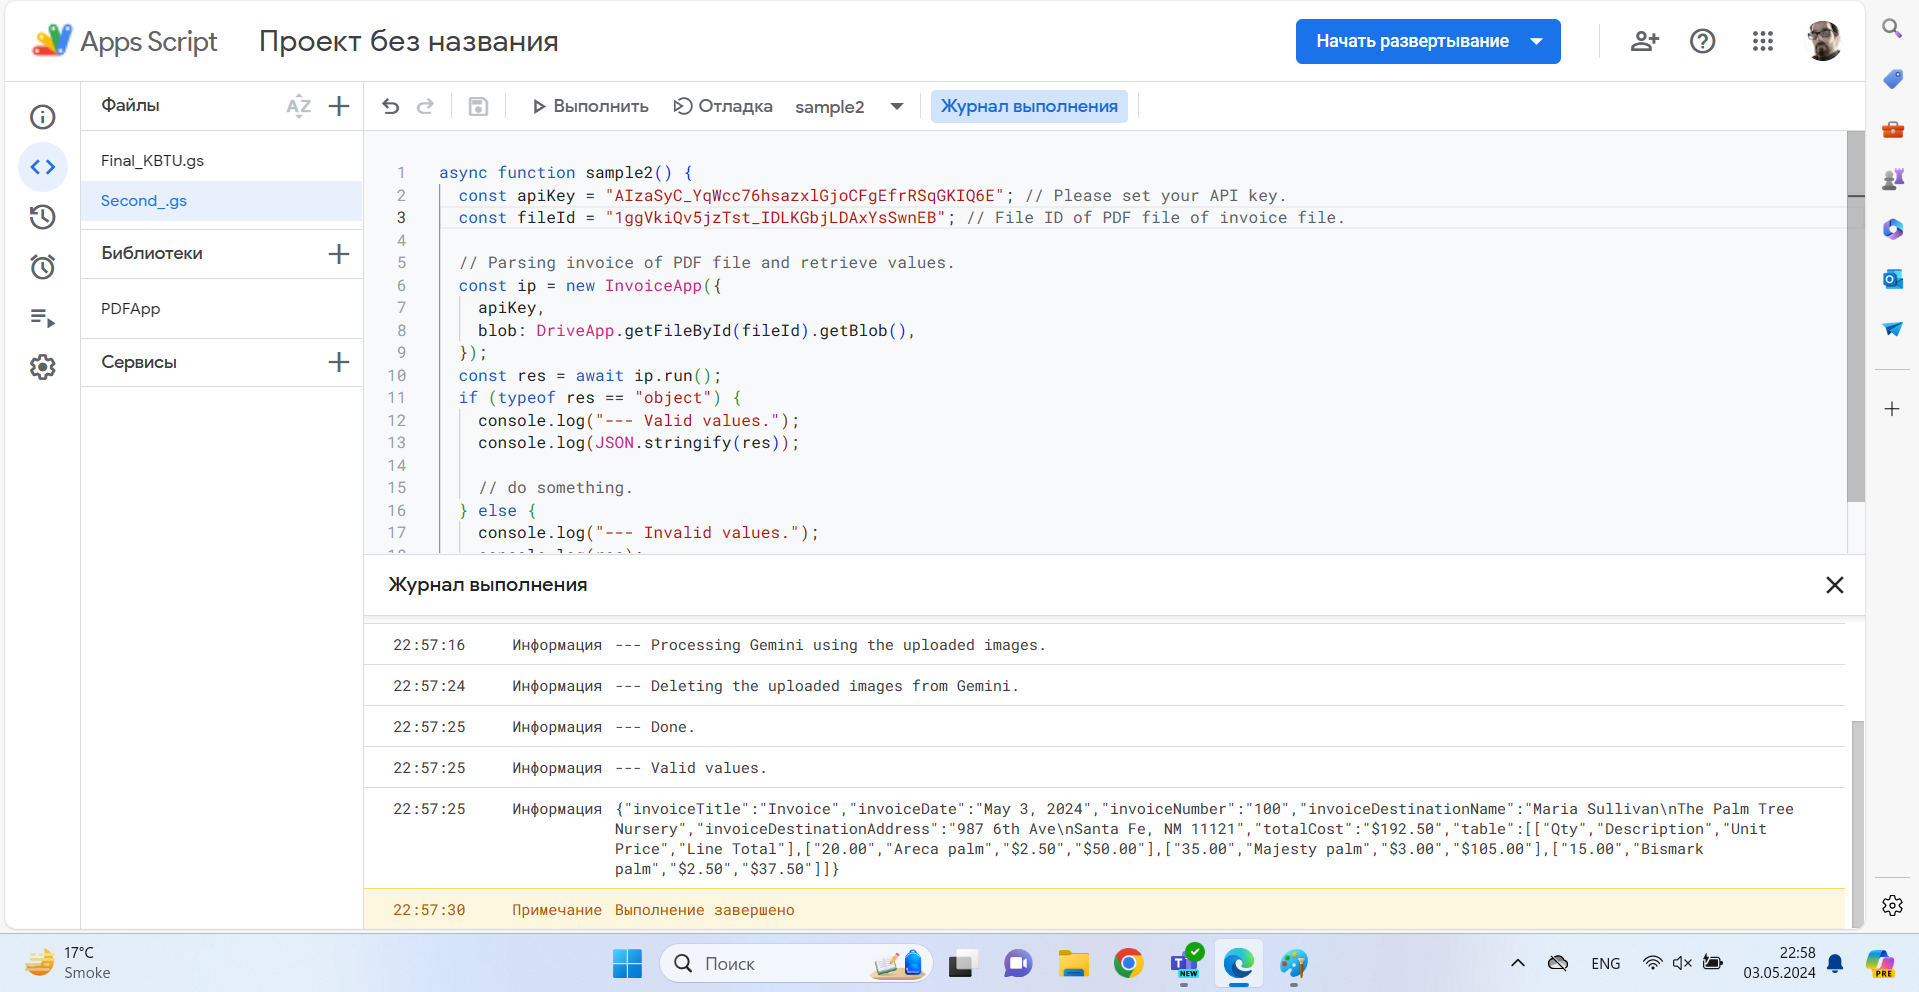 Apps Script
Проект без названия
Начать развертывание
Файлы
AZ
Выполнить
Отладка
sample2
Журнал выполнения
Final_KBTU.gs
Second_.gs
Библиотеки
PDFApp
Сервисы
1 async function sample2() {
2 const apiKey = "AIzaSyC_YqWcc76hsazxlGjoCFgEfrRSqGKIQ6E"; // Please set your API key.
3 const fileId = "1ggVkiQv5jzTst_IDLKGbjLDAxYsSwnEB"; // File ID of PDF file of invoice file.
4
5 // Parsing invoice of PDF file and retrieve values.
6 const ip = new InvoiceApp({
7 apiKey,
8 blob: DriveApp.getFileById(fileId).getBlob(),
9 });
10 const res = await ip.run();
11 if (typeof res == "object") {
12 console.log("--- Valid values.");
13 console.log(JSON.stringify(res));
14
15 // do something.
16 } else {
17 console.log("--- Invalid values.");
Журнал выполнения
22:57:16 Информация --- Processing Gemini using the uploaded images.
22:57:24 Информация --- Deleting the uploaded images from Gemini.
22:57:25 Информация --- Done.
22:57:25 Информация --- Valid values.
22:57:25 Информация {"invoiceTitle":"Invoice","invoiceDate":"May 3, 2024","invoiceNumber":"100","invoiceDestinationName":"Maria Sullivan\nThe Palm Tree
Nursery","invoiceDestinationAddress":"987 6th Ave\nSanta Fe, NM 11121","totalCost":"$192.50","table":[["Qty","Description","Unit
Price","Line Total"],["20.00","Areca palm","$2.50","$50.00"],["35.00","Majesty palm","$3.00","$105.00"],["15.00","Bismark
palm","$2.50","$37.50"]]}
22:57:30 Примечание Выполнение завершено
17°C
Smoke
Поиск
NEW
ENG
22:58
03.05.2024
PRE